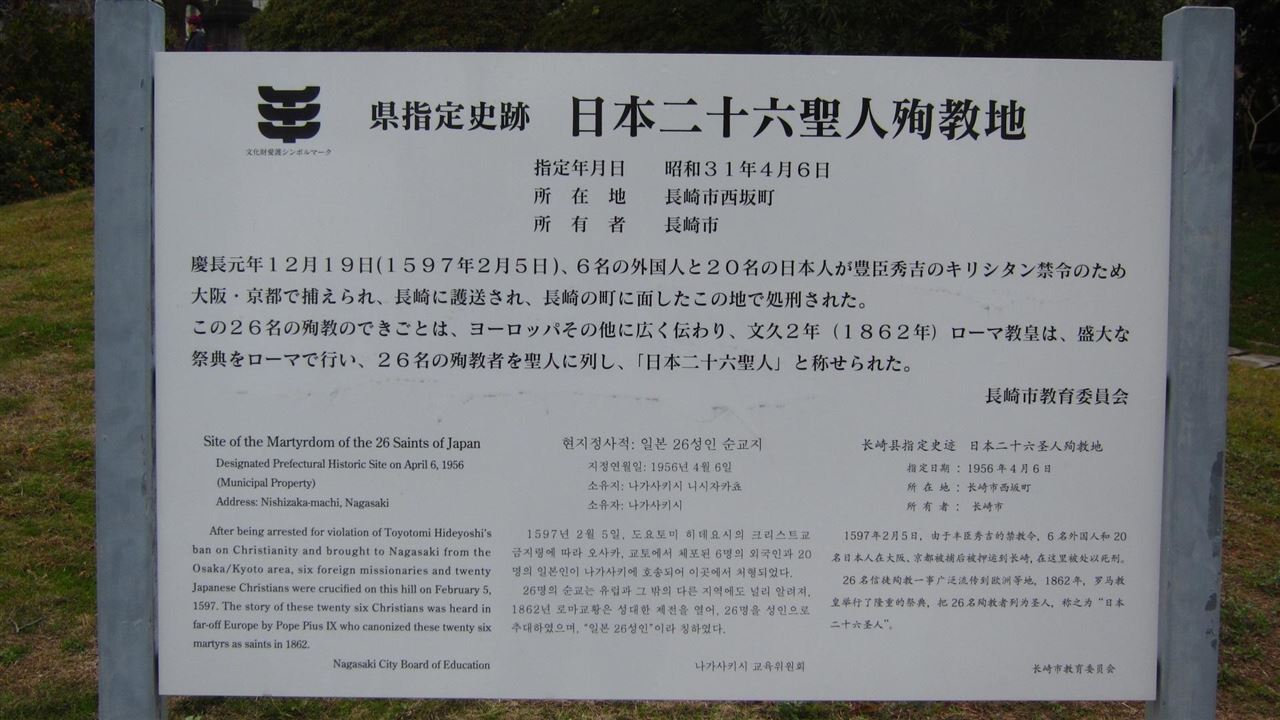 県指定史跡 日本二十六聖人殉教地
文化財愛護シンボルマーク
指定年月日 昭和３１年４月６日
所在地 長崎市西坂町
所有者 長崎市
慶長元年１２月１９日(１５９７年２月５日)、６名の外国人と２０名の日本人が豊臣秀吉のキリシタン禁令のため
大阪・京都で捕えられ、長崎に護送され、長崎の町に面したこの地で処刑された。
この２６名の殉教のできごとは、ヨーロッパその他に広く伝わり、文久２年（１８６２年）ローマ教皇は、盛大な
祭典をローマで行い、２６名の殉教者を聖人に列し、「日本二十六聖人」と称せられた。
長崎市教育委員会
Site of the Martyrdom of the 26 Saints of Japan
Designated Prefectural Historic Site on April 6, 1956
(Municipal Property)
Address: Nishizaka-machi, Nagasaki
After being arrested for violation of Toyotomi Hideyoshi's
ban on Christianity and brought to Nagasaki from the
Osaka/Kyoto area, six foreign missionaries and twenty
Japanese Christians were crucified on this hill on February 5,
1597. The story of these twenty six Christians was heard in
far-off Europe by Pope Pius IX who canonized these twenty six
martyrs as saints in 1862.
Nagasaki City Board of Education
현지정사적: 일본 26성인 순교지
지정연월일: 1956년 4월 6일
소유지: 나가사키시 니시자카쵸
소유자: 나가사키시
1597년 2월 5일, 도요토미 히데요시의 크리스트교
금지령에 따라 오사카, 교토에서 체포된 6명의 외국인과 20
명의 일본인이 나가사키에 호송되어 이곳에서 처형되었다.
26명의 순교는 유럽과 그 밖의 다른 지역에도 널리 알려져,
1862년 로마교황은 성대한 제전을 열어, 26명을 성인으로
추대하였으며, “일본 26성인”이라 칭하였다.
나가사키시 교육위원회
长崎县指定史迹 日本二十六圣人殉教地
指定日期：1956年4月6日
所在地：长崎市西坂町
所有者：长崎市
1597年2月5日，由于丰臣秀吉的禁教令，6名外国人和20
名日本人在大阪、京都被捕后被押运到长崎，在这里被处以死刑。
26名信徒殉教一事广泛流传到欧洲等地，1862年，罗马教
皇举行了隆重的祭典，把26名殉教者列为圣人，称之为“日本
二十六圣人”。
长崎市教育委员会